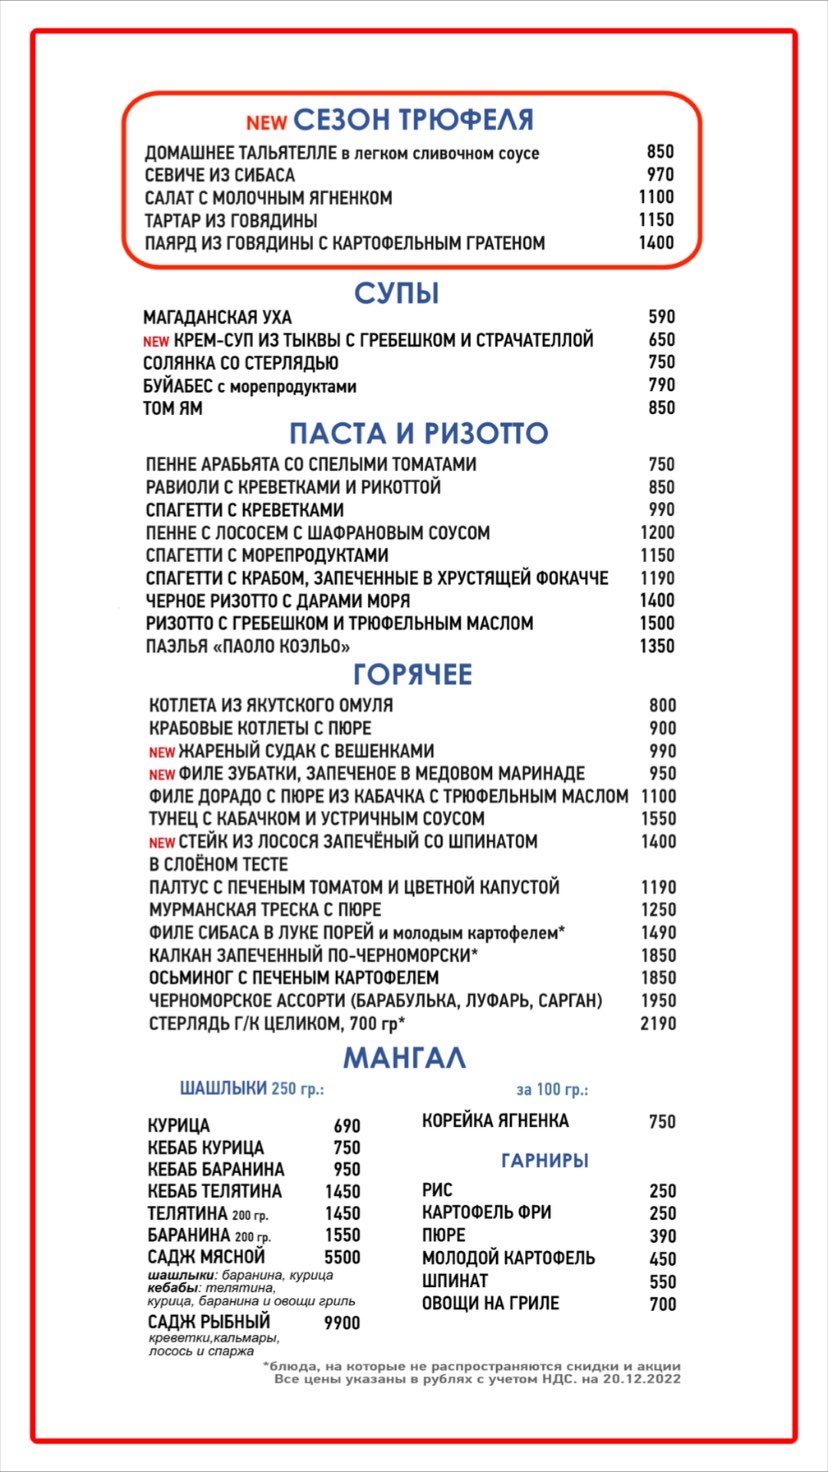 NEW СЕЗОН ТРЮФЕЛЯ
ДОМАШНЕЕ ТАЛЬЯТЕЛЛЕ в легком сливочном соусе 850
СЕВИЧЕ ИЗ СИБАСА 970
САЛАТ С МОЛОЧНЫМ ЯГНЕНКОМ 1100
ТАРТАР ИЗ ГОВЯДИНЫ 1150
ПАЯРД ИЗ ГОВЯДИНЫ С КАРТОФЕЛЬНЫМ ГРАТЕНОМ 1400
СУПЫ
МАГАДАНСКАЯ УХА 590
NEW КРЕМ-СУП ИЗ ТЫКВЫ С ГРЕБЕШКОМ И СТРАЧАТЕЛЛОЙ 650
СОЛЯНКА СО СТЕРЛЯДЬЮ 750
БУЙАБЕС с морепродуктами 790
ТОМ ЯМ 850
ПАСТА И РИЗОТТО
ПЕННЕ АРАБЬЯТА СО СПЕЛЫМИ ТОМАТАМИ 750
РАВИОЛИ С КРЕВЕТКАМИ И РИКОТТОЙ 850
СПАГЕТТИ С КРЕВЕТКАМИ 990
ПЕННЕ С ЛОСОСЕМ С ШАФРАНОВЫМ СОУСОМ 1200
СПАГЕТТИ С МОРЕПРОДУКТАМИ 1150
СПАГЕТТИ С КРАБОМ, ЗАПЕЧЕННЫЕ В ХРУСТЯЩЕЙ ФОКАЧЧЕ 1190
ЧЕРНОЕ РИЗОТТО С ДАРАМИ МОРЯ 1400
РИЗОТТО С ГРЕБЕШКОМ И ТРЮФЕЛЬНЫМ МАСЛОМ 1500
ПАЭЛЬЯ «ПАОЛО КОЭЛЬО» 1350
ГОРЯЧЕЕ
КОТЛЕТА ИЗ ЯКУТСКОГО ОМУЛЯ 800
КРАБОВЫЕ КОТЛЕТЫ С ПЮРЕ 900
NEW ЖАРЕНЫЙ СУДАК С ВЕШЕНКАМИ 990
NEW ФИЛЕ ЗУБАТКИ, ЗАПЕЧЕНОЕ В МЕДОВОМ МАРИНАДЕ 950
ФИЛЕ ДОРАДО С ПЮРЕ ИЗ КАБАЧКА С ТРЮФЕЛЬНЫМ МАСЛОМ 1100
ТУНЕЦ С КАБАЧКОМ И УСТРИЧНЫМ СОУСОМ 1550
NEW СТЕЙК ИЗ ЛОСОСЯ ЗАПЕЧЁНЫЙ СО ШПИНАТОМ 1400
В СЛОЁНОМ ТЕСТЕ
ПАЛТУС С ПЕЧЕНЫМ ТОМАТОМ И ЦВЕТНОЙ КАПУСТОЙ 1190
МУРМАНСКАЯ ТРЕСКА С ПЮРЕ 1250
ФИЛЕ СИБАСА В ЛУКЕ ПОРЕЙ и молодым картофелем* 1490
КАЛКАН ЗАПЕЧЕННЫЙ ПО-ЧЕРНОМОРСКИ* 1850
ОСЬМИНОГ С ПЕЧЕНЫМ КАРТОФЕЛЕМ 1850
ЧЕРНОМОРСКОЕ АССОРТИ (БАРАБУЛЬКА, ЛУФАРЬ, САРГАН) 1950
СТЕРЛЯДЬ Г/К ЦЕЛИКОМ, 700 гр* 2190
МАНГАЛ
ШАШЛЫКИ 250 гр.:
КУРИЦА 690
КЕБАБ КУРИЦА 750
КЕБАБ БАРАНИНА 950
КЕБАБ ТЕЛЯТИНА 1450
ТЕЛЯТИНА 200 гр. 1450
БАРАНИНА 200 гр. 1550
САДЖ МЯСНОЙ 5500
шашлыки: баранина, курица
кебабы: телятина,
курица, баранина и овощи гриль
САДЖ РЫБНЫЙ 9900
креветки,кальмары,
лосось и спаржа
за 100 гр.:
КОРЕЙКА ЯГНЕНКА 750
ГАРНИРЫ
РИС 250
КАРТОФЕЛЬ ФРИ 250
ПЮРЕ 390
МОЛОДОЙ КАРТОФЕЛЬ 450
ШПИНАТ 550
ОВОЩИ НА ГРИЛЕ 700
*блюда, на которые не распространяются скидки и акции
Все цены указаны в рублях с учетом НДС. на 20.12.2022